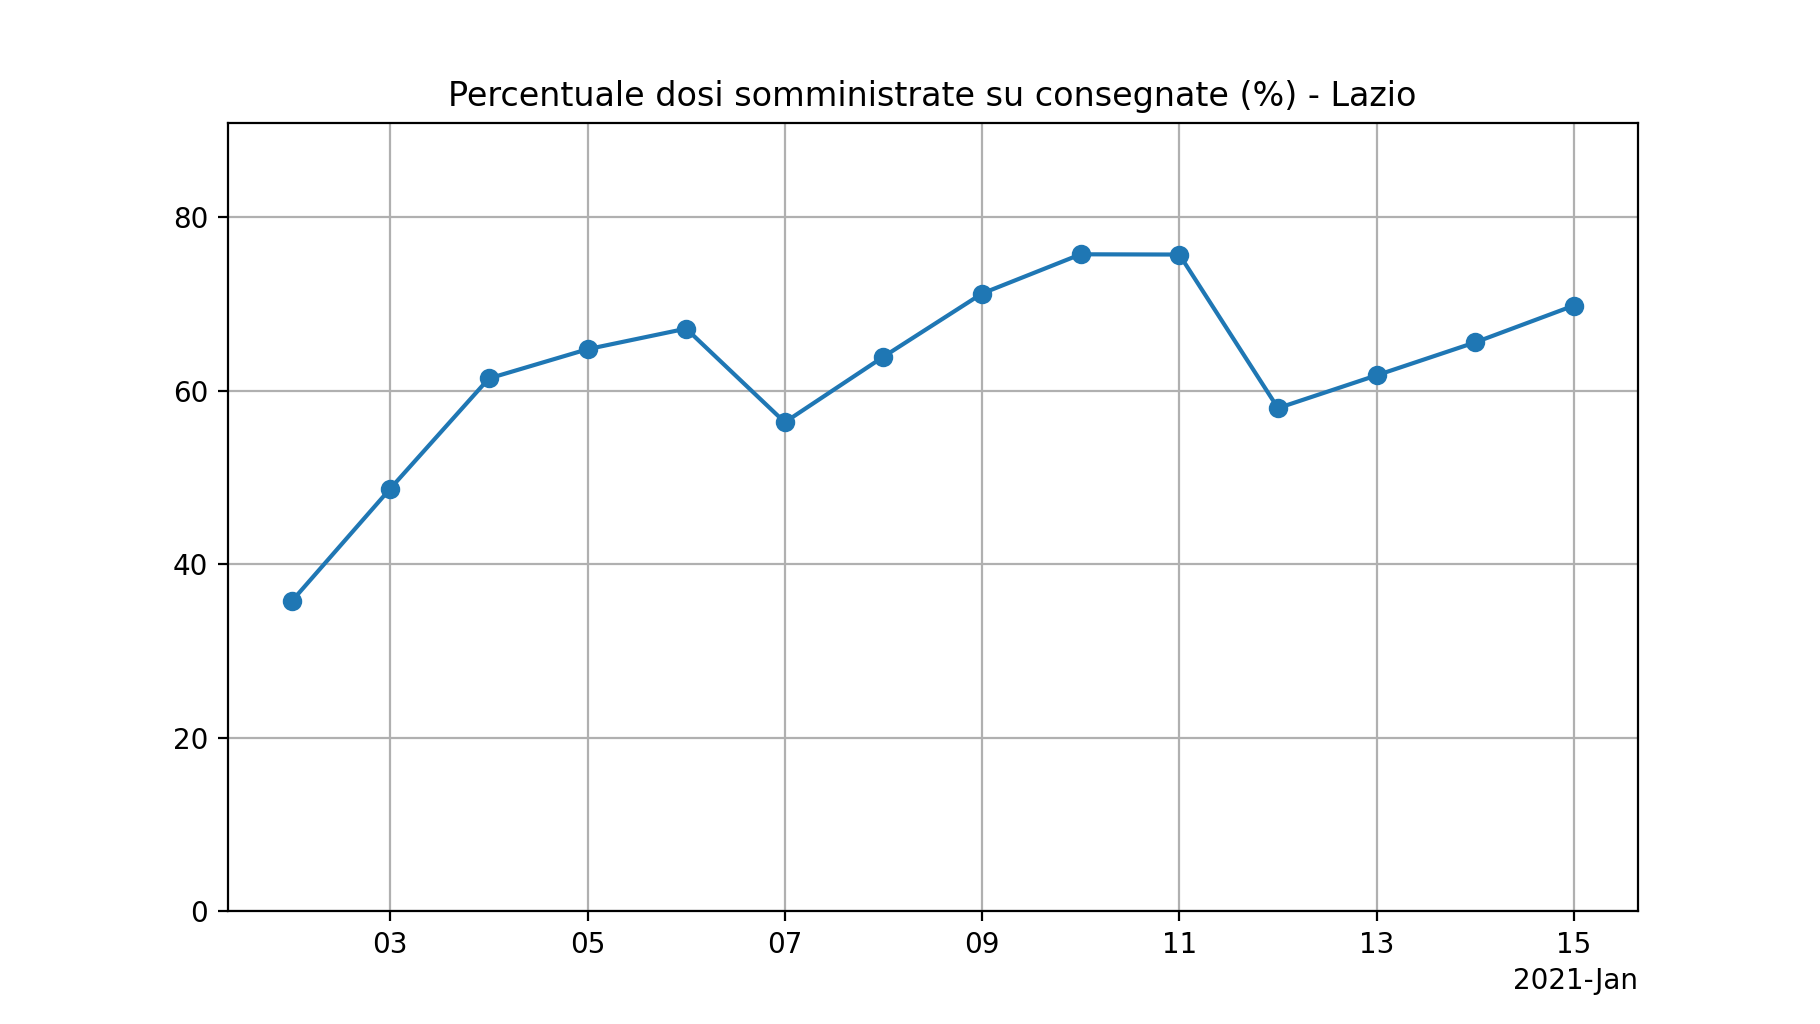 Percentuale dosi somministrate su consegnate (%) - Lazio
80
60
40
20
0
03 05 07 09 11 13 15
2021-Jan